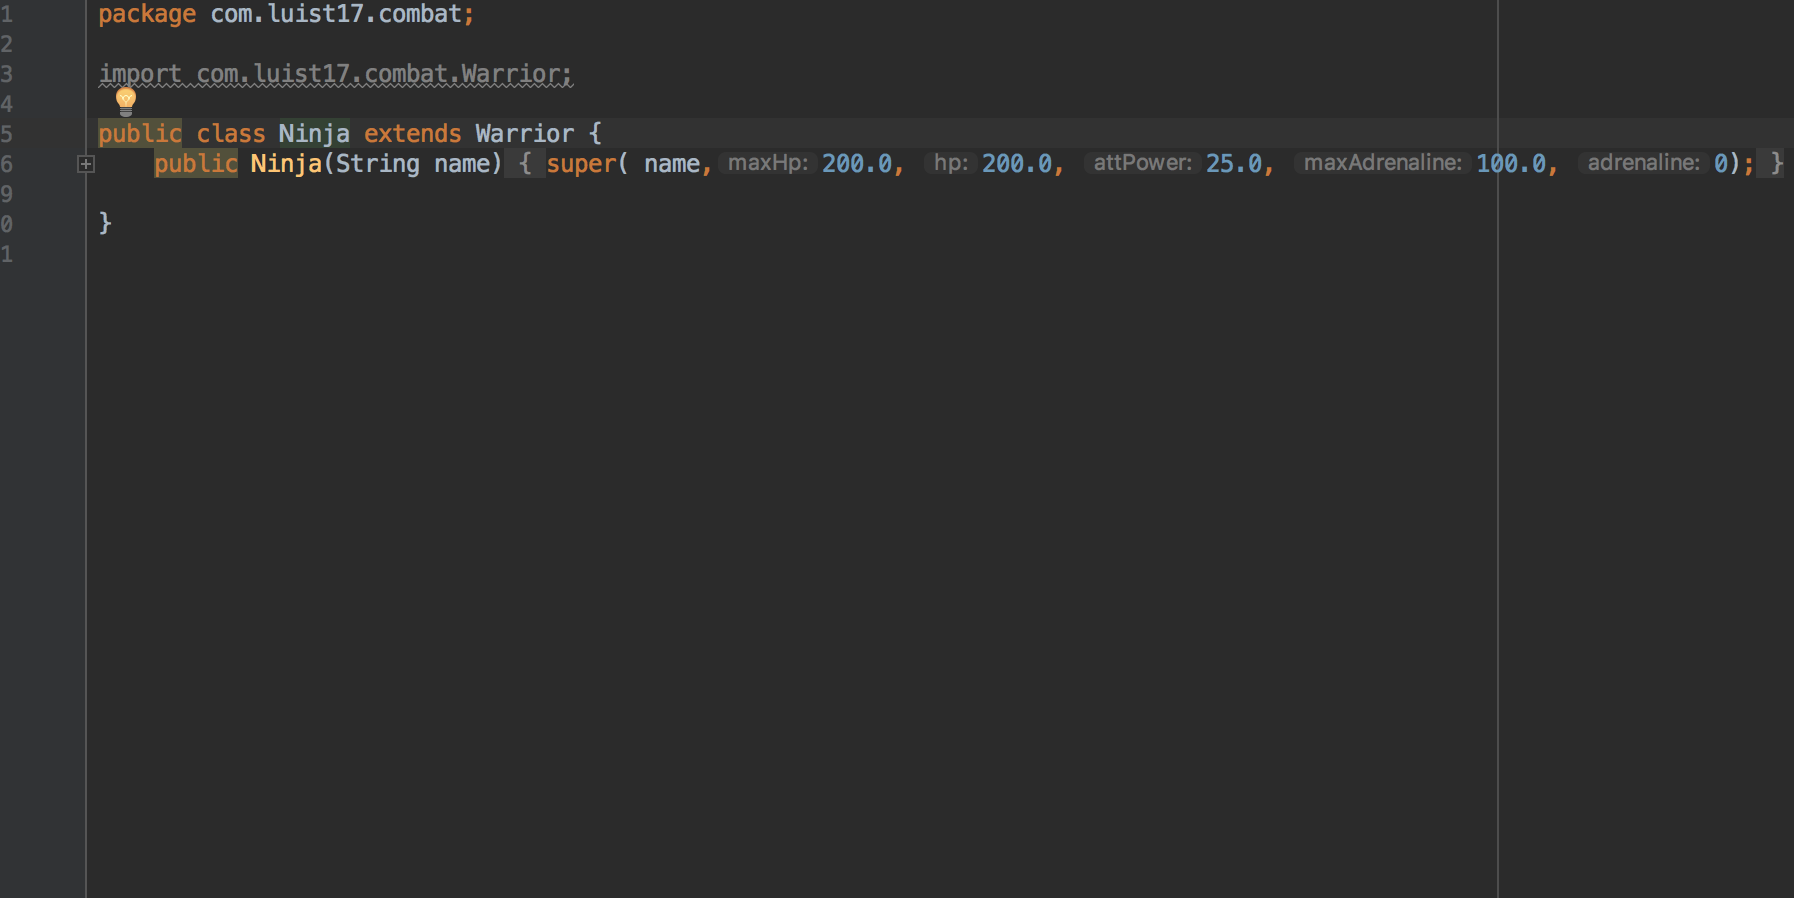 1 package com.luist17.combat;
2
3 import com.luist17.combat.Warrior;
4
5 public class Ninja extends Warrior {
6 public Ninja(String name) { super( name, maxHp: 200.0, hp: 200.0, attPower: 25.0, maxAdrenaline: 100.0, adrenaline: 0); }
9
0 }
1